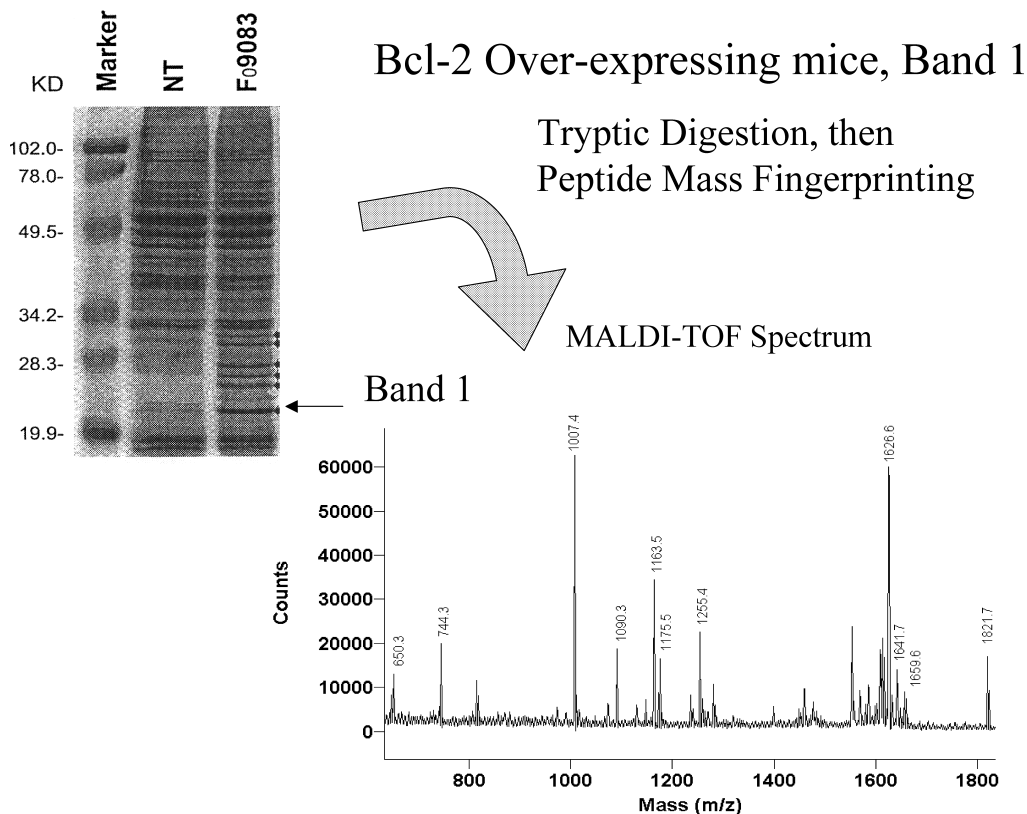 Bcl-2 Over-expressing mice, Band 1
Tryptic Digestion, then
Peptide Mass Fingerprinting
KD
Marker
NT
F₀9083
102.0-
78.0-
49.5-
34.2-
28.3-
19.9-
Band 1
MALDI-TOF Spectrum
Counts
60000
50000
40000
30000
20000
10000
0
650.3
744.3
1007.4
1090.3
1163.5
1175.5
1255.4
1626.6
1641.7
1659.6
1821.7
800
1000
1200
1400
1600
1800
Mass (m/z)